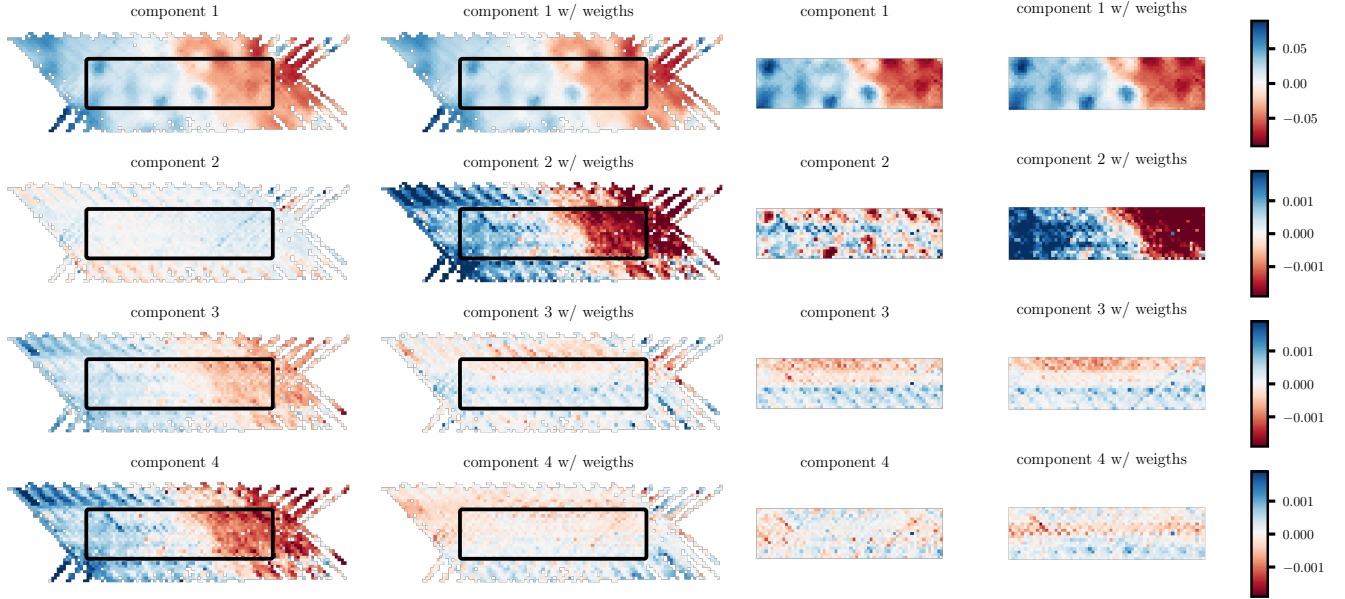 component 1
component 1 w/ weigths
component 1
component 1 w/ weigths
0.05
0.00
−0.05
component 2
component 2 w/ weigths
component 2
component 2 w/ weigths
0.001
0.000
−0.001
component 3
component 3 w/ weigths
component 3
component 3 w/ weigths
0.001
0.000
−0.001
component 4
component 4 w/ weigths
component 4
component 4 w/ weigths
0.001
0.000
−0.001